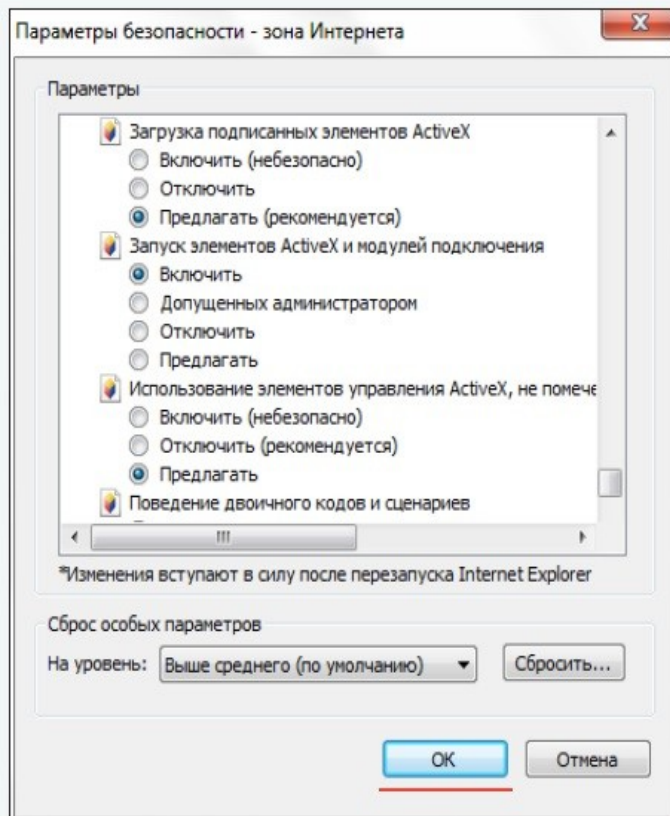 Параметры безопасности - зона Интернета
Параметры
Загрузка подписанных элементов ActiveX
Включить (небезопасно)
Отключить
Предлагать (рекомендуется)
Запуск элементов ActiveX и модулей подключения
Включить
Допущенных администратором
Отключить
Предлагать
Использование элементов управления ActiveX, не помече
Включить (небезопасно)
Отключить (рекомендуется)
Предлагать
Поведение двоичного кодов и сценариев
*Изменения вступают в силу после перезапуска Internet Explorer
Сброс особых параметров
На уровень: Выше среднего (по умолчанию) Сбросить...
ОК Отмена